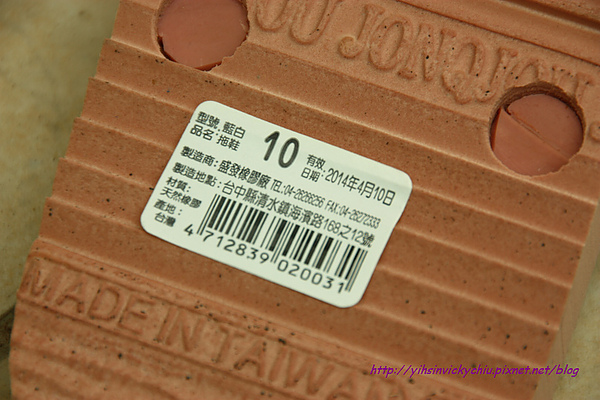 JOU JONQJOU
型號:藍白
品名:拖鞋
10
有效
日期:2014年4月10日
製造商:盛發橡膠廠 TEL:04-26266256 FAX:04-26272333
製造地點:台中縣清水鎮海濱路168之12號
材質:
天然橡膠
產地:
台灣
4 712839 020031
MADE IN TAIWAN
http://yihsinvickychiu.pixnet.net/blog